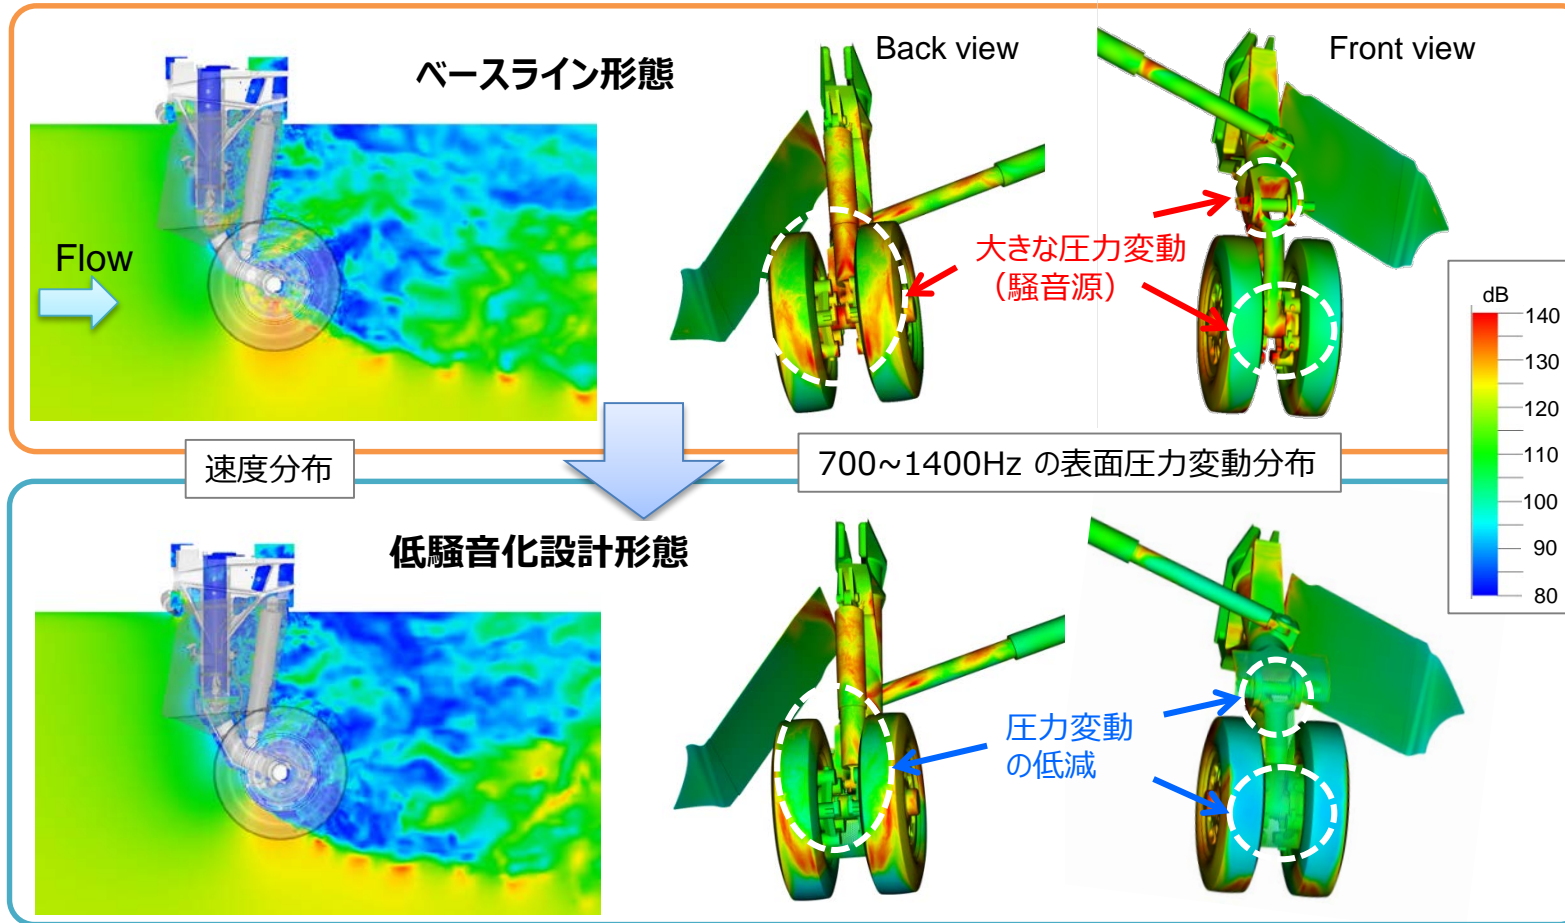 ベースライン形態
Back view
Front view
Flow
大きな圧力変動
（騒音源）
dB
140
130
120
110
100
90
80
速度分布
700~1400Hz の表面圧力変動分布
低騒音化設計形態
圧力変動
の低減